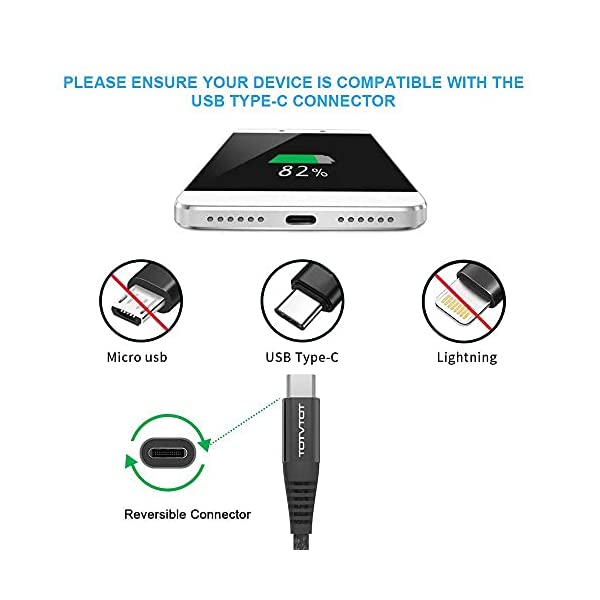 PLEASE ENSURE YOUR DEVICE IS COMPATIBLE WITH THE
USB TYPE-C CONNECTOR
82%
Micro usb
USB Type-C
Lightning
TOTVTOT
Reversible Connector